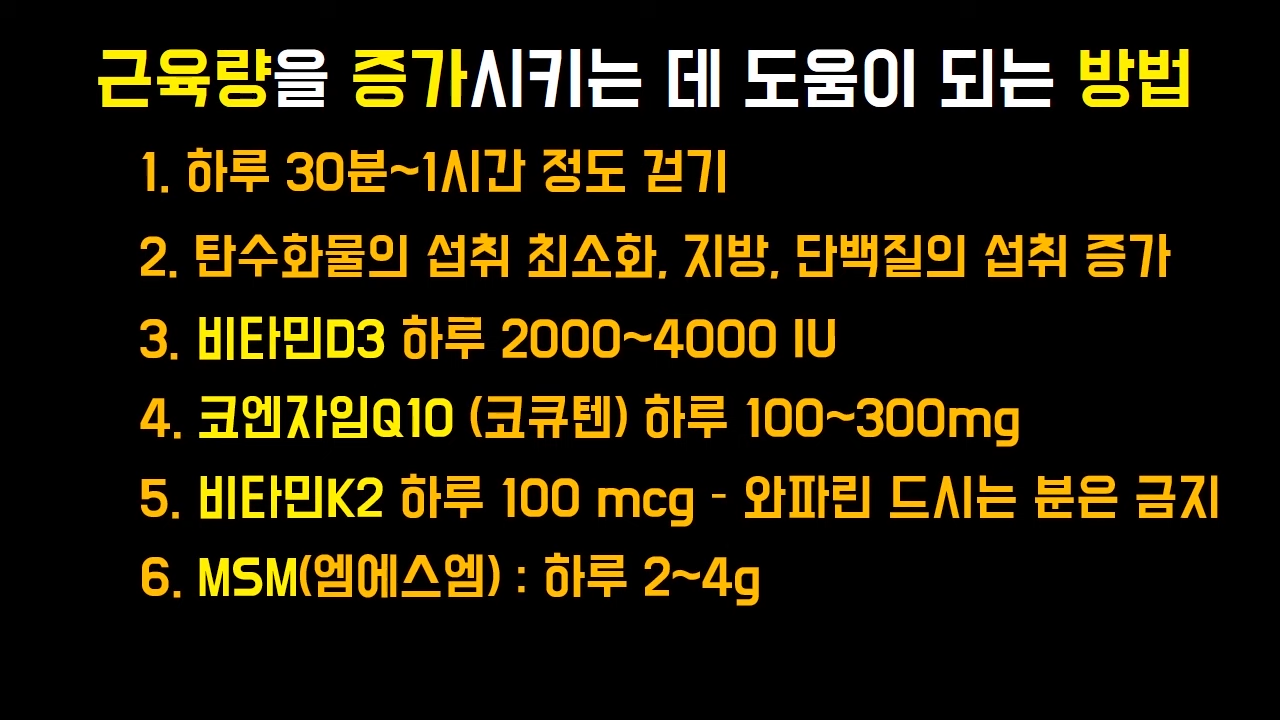 근육량을 증가시키는 데 도움이 되는 방법
1. 하루 30분~1시간 정도 걷기
2. 탄수화물의 섭취 최소화, 지방, 단백질의 섭취 증가
3. 비타민D3 하루 2000~4000 IU
4. 코엔자임Q10 (코큐텐) 하루 100~300mg
5. 비타민K2 하루 100 mcg - 와파린 드시는 분은 금지
6. MSM(엠에스엠) : 하루 2~4g